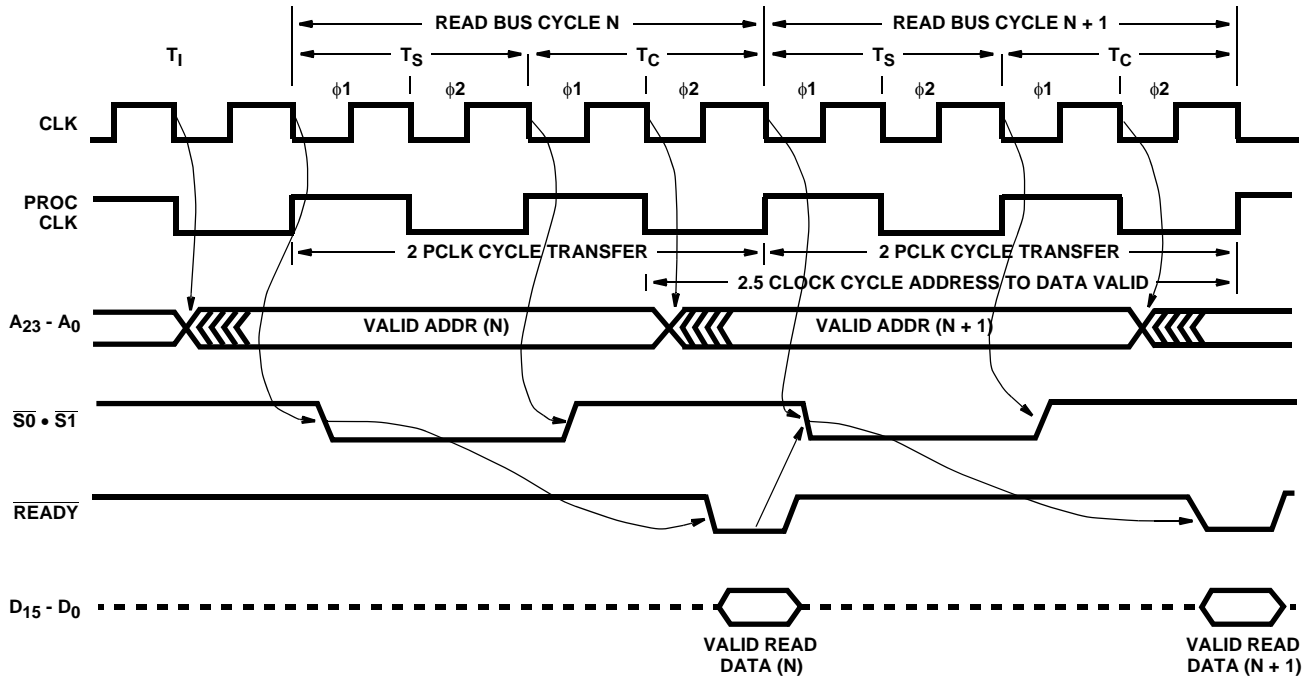 READ BUS CYCLE N
READ BUS CYCLE N + 1
TI
TS
TC
TS
TC
ϕ1
ϕ2
ϕ1
ϕ2
ϕ1
ϕ2
ϕ1
ϕ2
CLK
PROC
CLK
2 PCLK CYCLE TRANSFER
2 PCLK CYCLE TRANSFER
2.5 CLOCK CYCLE ADDRESS TO DATA VALID
A23 - A0
VALID ADDR (N)
VALID ADDR (N + 1)
S0 • S1
READY
D15 - D0
VALID READ
DATA (N)
VALID READ
DATA (N + 1)